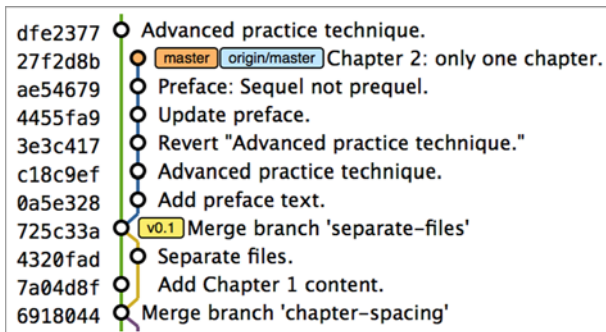 dfe2377 Advanced practice technique.
27f2d8b master origin/master Chapter 2: only one chapter.
ae54679 Preface: Sequel not prequel.
4455fa9 Update preface.
3e3c417 Revert "Advanced practice technique."
c18c9ef Advanced practice technique.
0a5e328 Add preface text.
725c33a v0.1 Merge branch 'separate-files'
4320fad Separate files.
7a04d8f Add Chapter 1 content.
6918044 Merge branch 'chapter-spacing'